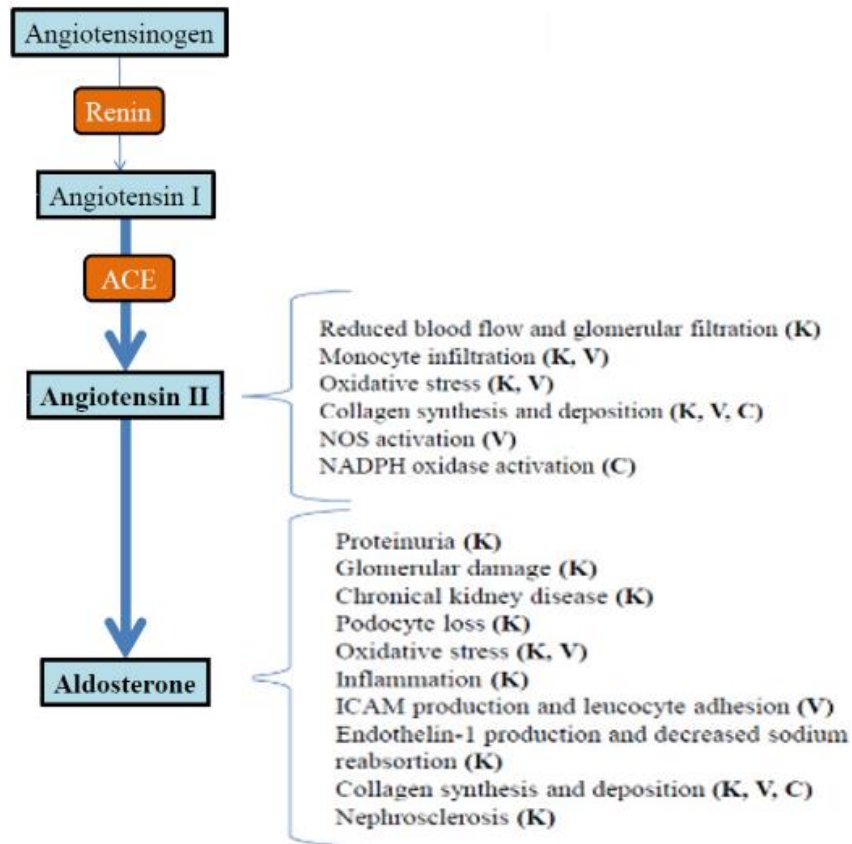 Angiotensinogen
Renin
Angiotensin I
ACE
Angiotensin II
Reduced blood flow and glomerular filtration (K)
Monocyte infiltration (K, V)
Oxidative stress (K, V)
Collagen synthesis and deposition (K, V, C)
NOS activation (V)
NADPH oxidase activation (C)
Aldosterone
Proteinuria (K)
Glomerular damage (K)
Chronical kidney disease (K)
Podocyte loss (K)
Oxidative stress (K, V)
Inflammation (K)
ICAM production and leucocyte adhesion (V)
Endothelin-1 production and decreased sodium
reabsortion (K)
Collagen synthesis and deposition (K, V, C)
Nephrosclerosis (K)